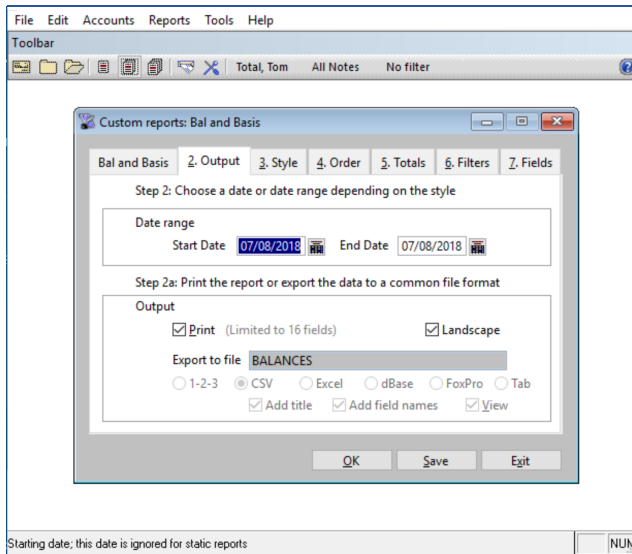 File Edit Accounts Reports Tools Help
Toolbar
Total, Tom All Notes No filter
Custom reports: Bal and Basis
Bal and Basis 2. Output 3. Style 4. Order 5. Totals 6. Filters 7. Fields
Step 2: Choose a date or date range depending on the style
Date range
Start Date 07/08/2018 End Date 07/08/2018
Step 2a: Print the report or export the data to a common file format
Output
Print (Limited to 16 fields) Landscape
Export to file BALANCES
1-2-3 CSV Excel dBase FoxPro Tab
Add title Add field names View
OK Save Exit
Starting date; this date is ignored for static reports NUM